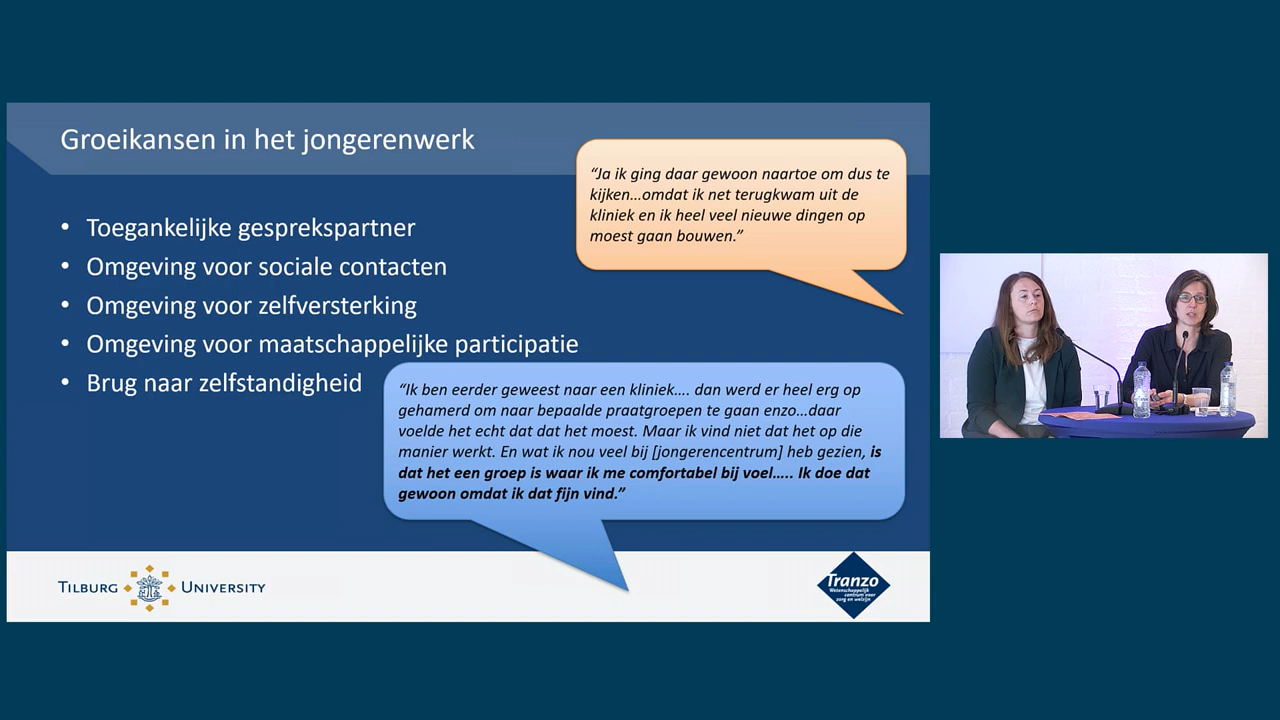 Groeikansen in het jongerenwerk
“Ja ik ging daar gewoon naartoe om dus te
kijken…omdat ik net terugkwam uit de
kliniek en ik heel veel nieuwe dingen op
moest gaan bouwen.”
• Toegankelijke gesprekspartner
• Omgeving voor sociale contacten
• Omgeving voor zelfversterking
• Omgeving voor maatschappelijke participatie
• Brug naar zelfstandigheid
“Ik ben eerder geweest naar een kliniek…. dan werd er heel erg op
gehamerd om naar bepaalde praatgroepen te gaan enzo…daar
voelde het echt dat dat het moest. Maar ik vind niet dat het op die
manier werkt. En wat ik nou veel bij [jongerencentrum] heb gezien, is
dat het een groep is waar ik me comfortabel bij voel….. Ik doe dat
gewoon omdat ik dat fijn vind.”
TILBURG UNIVERSITY
Tranzo
Wetenschappelijk
centrum voor
zorg en welzijn